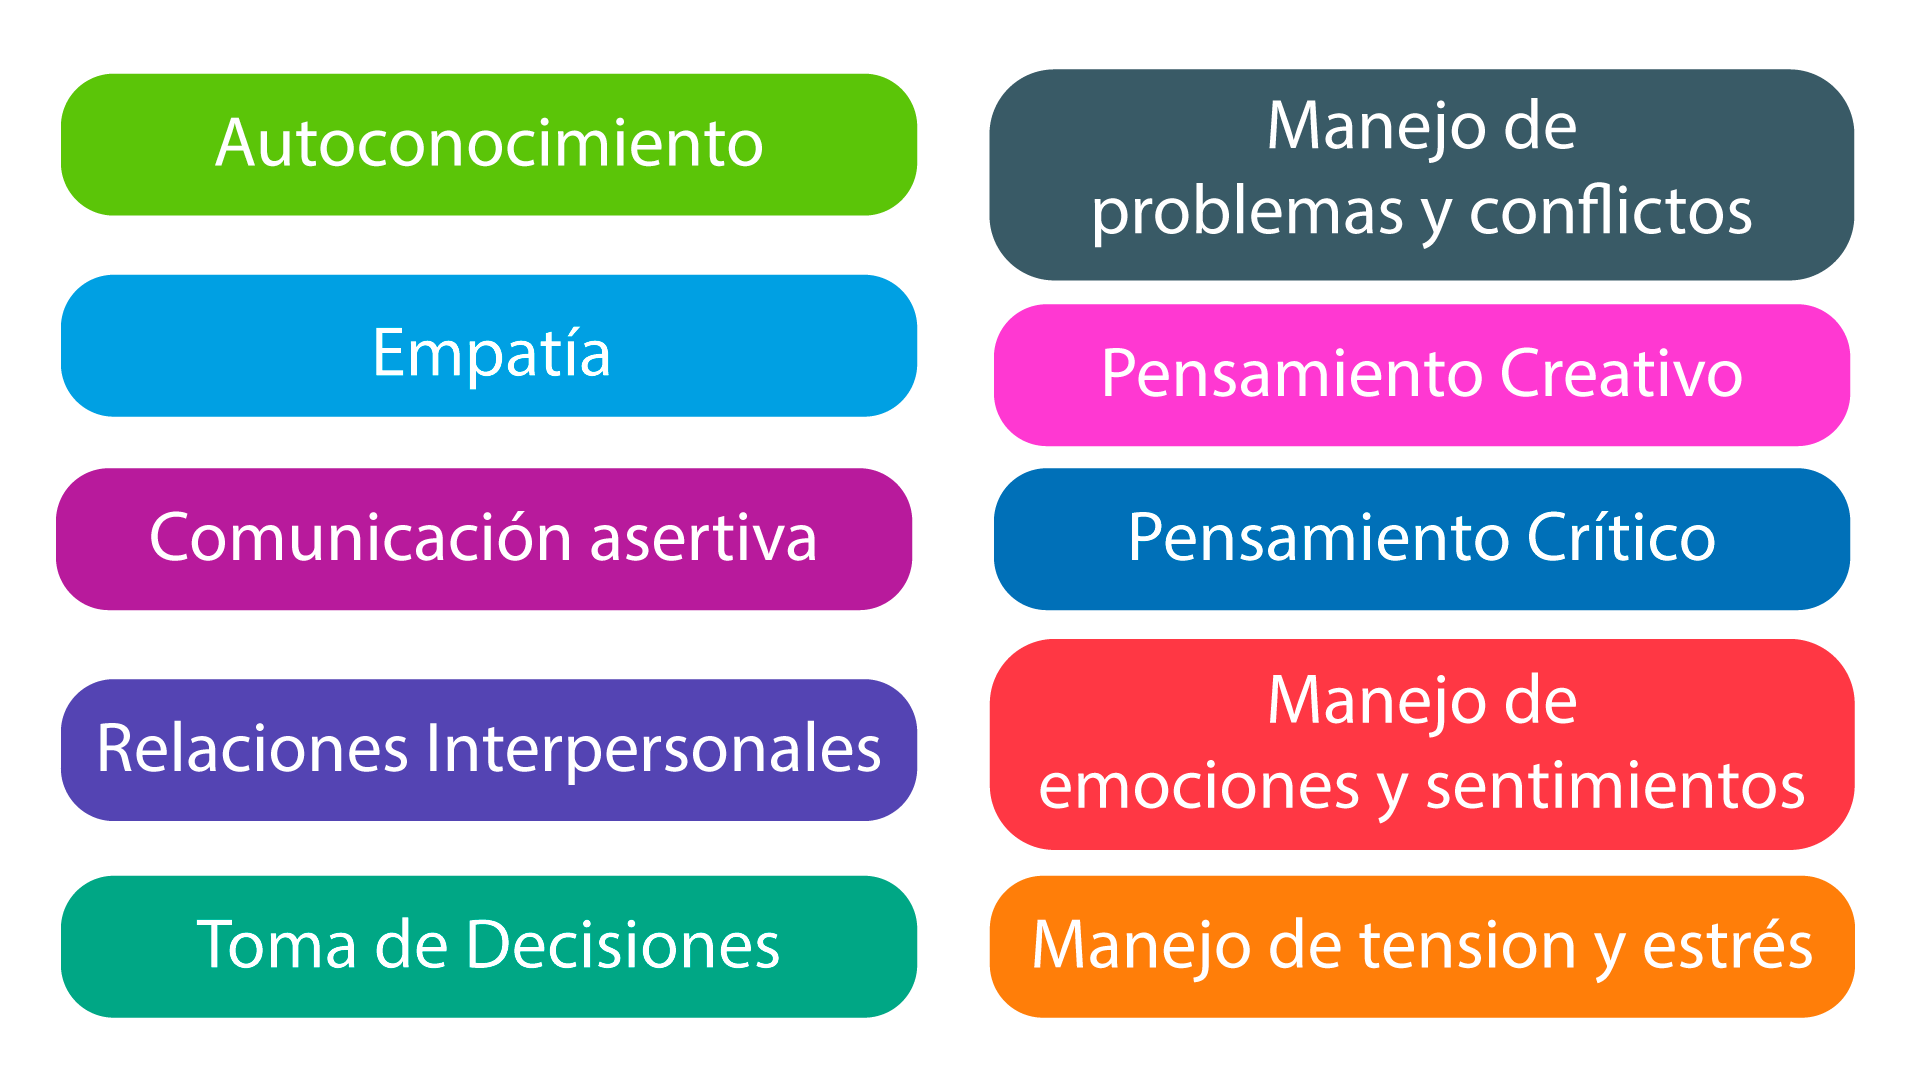 Autoconocimiento
Empatía
Comunicación asertiva
Relaciones Interpersonales
Toma de Decisiones
Manejo de
problemas y conflictos
Pensamiento Creativo
Pensamiento Crítico
Manejo de
emociones y sentimientos
Manejo de tension y estrés